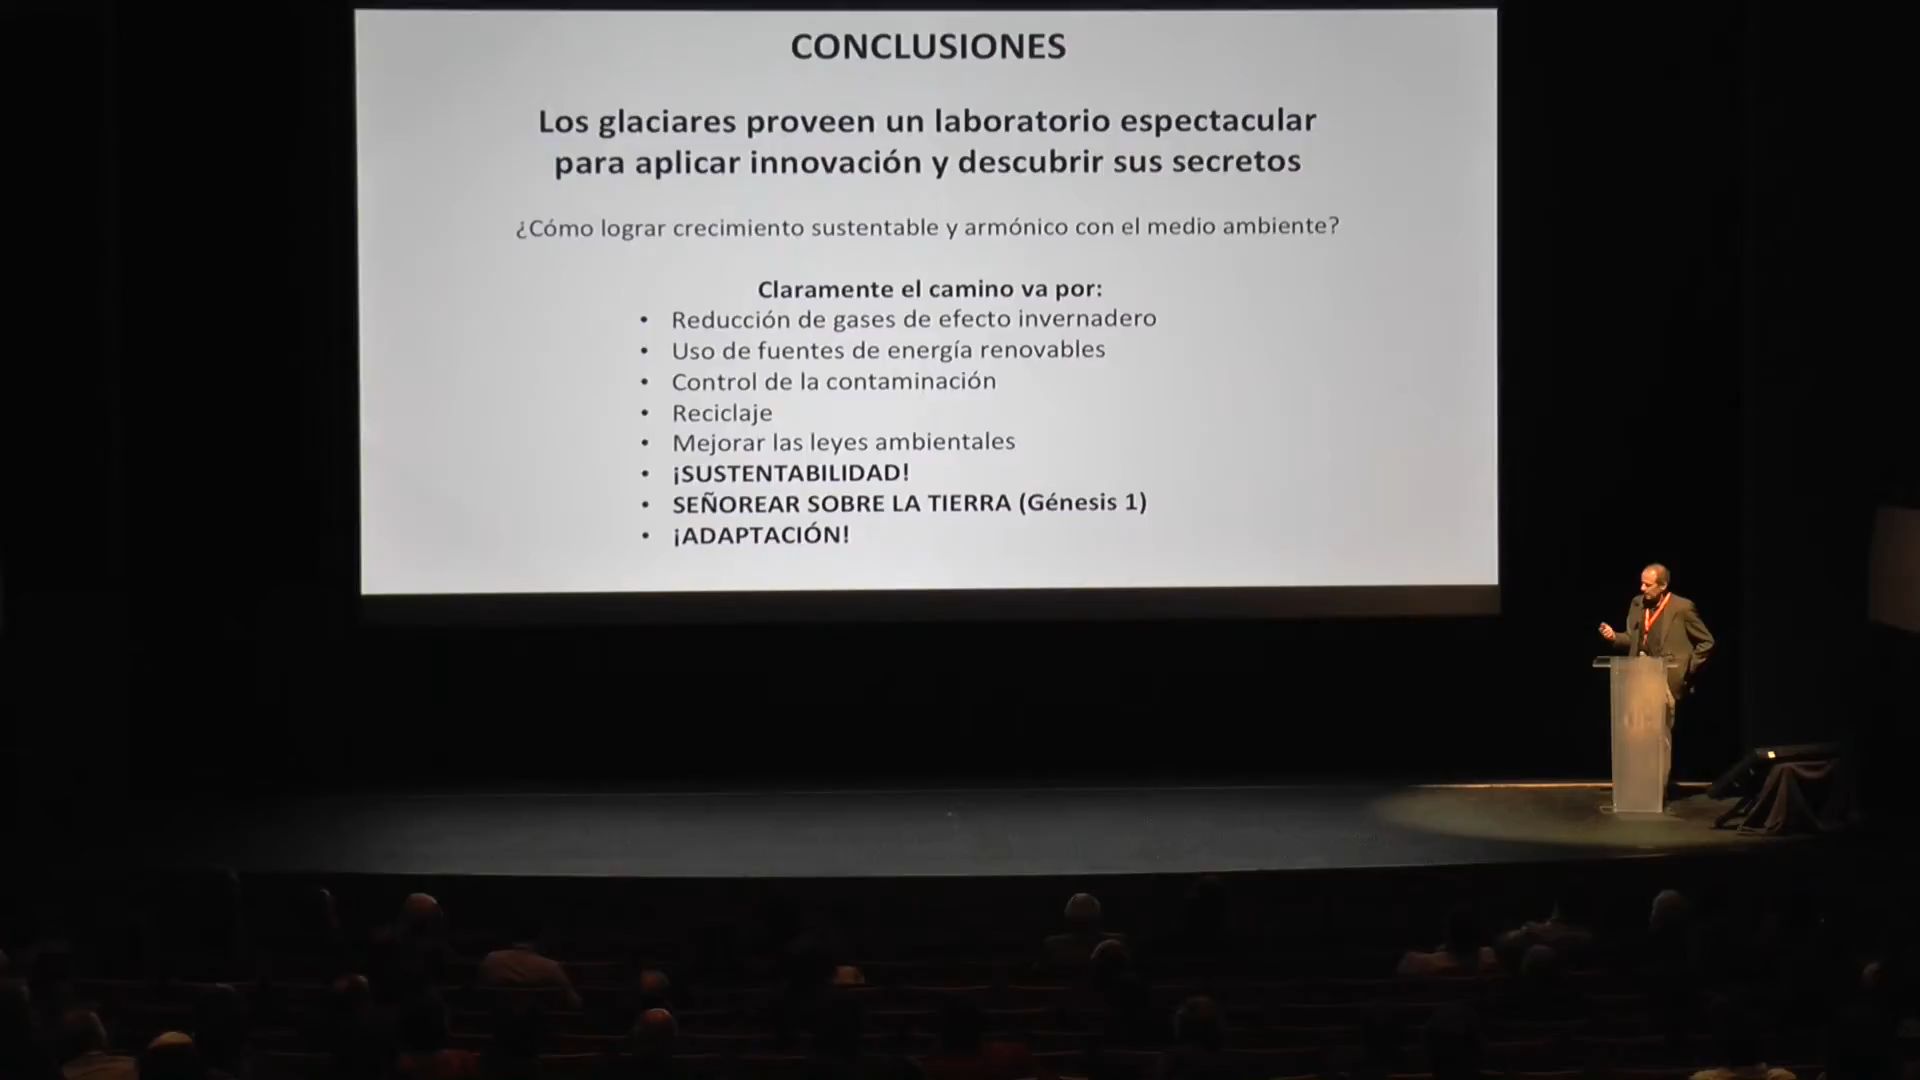 CONCLUSIONES
Los glaciares proveen un laboratorio espectacular
para aplicar innovación y descubrir sus secretos
¿Cómo lograr crecimiento sustentable y armónico con el medio ambiente?
Claramente el camino va por:
• Reducción de gases de efecto invernadero
• Uso de fuentes de energía renovables
• Control de la contaminación
• Reciclaje
• Mejorar las leyes ambientales
• ¡SUSTENTABILIDAD!
• SEÑOREAR SOBRE LA TIERRA (Génesis 1)
• ¡ADAPTACIÓN!